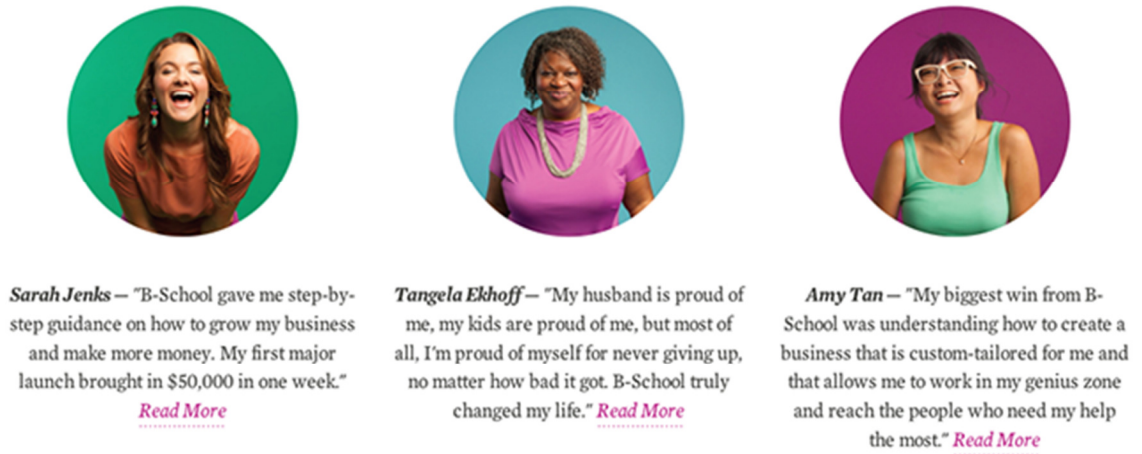 Sarah Jenks — "B-School gave me step-by-
step guidance on how to grow my business
and make more money. My first major
launch brought in $50,000 in one week."
Read More
Tangela Ekhoff — "My husband is proud of
me, my kids are proud of me, but most of
all, I'm proud of myself for never giving up,
no matter how bad it got. B-School truly
changed my life." Read More
Amy Tan — "My biggest win from B-
School was understanding how to create a
business that is custom-tailored for me and
that allows me to work in my genius zone
and reach the people who need my help
the most." Read More